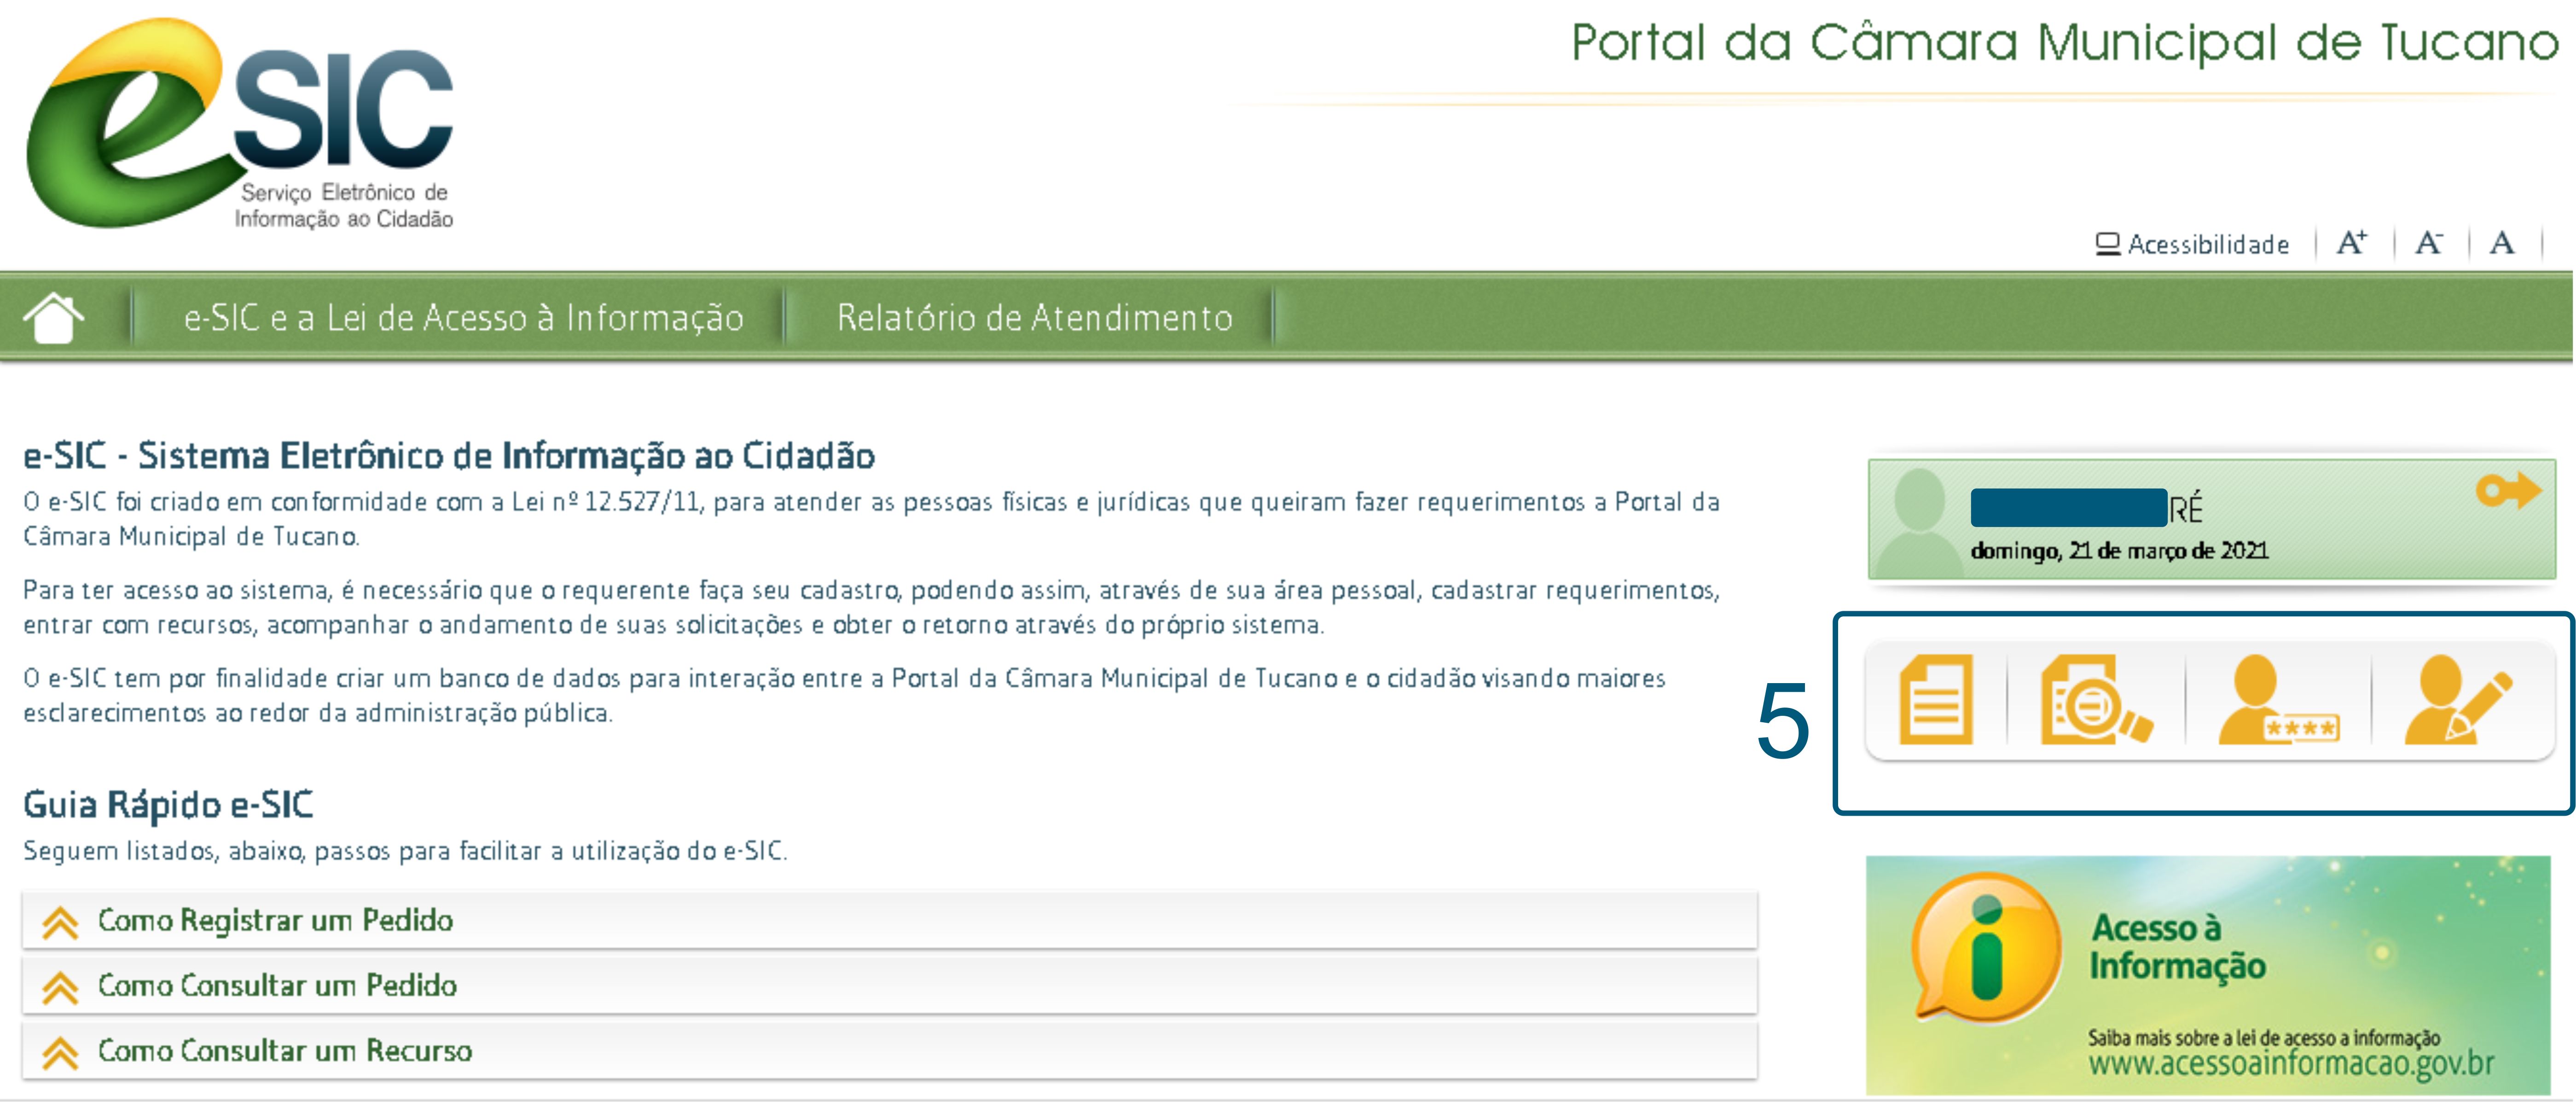 Portal da Câmara Municipal de Tucano
eSIC
Serviço Eletrônico de
Informação ao Cidadão
Acessibilidade A+ A- A
e-SIC e a Lei de Acesso à Informação Relatório de Atendimento
e-SIC - Sistema Eletrônico de Informação ao Cidadão
O e-SIC foi criado em conformidade com a Lei nº 12.527/11, para atender as pessoas físicas e jurídicas que queiram fazer requerimentos a Portal da
Câmara Municipal de Tucano.
Para ter acesso ao sistema, é necessário que o requerente faça seu cadastro, podendo assim, através de sua área pessoal, cadastrar requerimentos,
entrar com recursos, acompanhar o andamento de suas solicitações e obter o retorno através do próprio sistema.
O e-SIC tem por finalidade criar um banco de dados para interação entre a Portal da Câmara Municipal de Tucano e o cidadão visando maiores
esclarecimentos ao redor da administração pública.
Guia Rápido e-SIC
Seguem listados, abaixo, passos para facilitar a utilização do e-SIC.
Como Registrar um Pedido
Como Consultar um Pedido
Como Consultar um Recurso
RÉ
domingo, 21 de março de 2021
5
****
Acesso à
Informação
Saiba mais sobre a lei de acesso a informação
www.acessoainformacao.gov.br